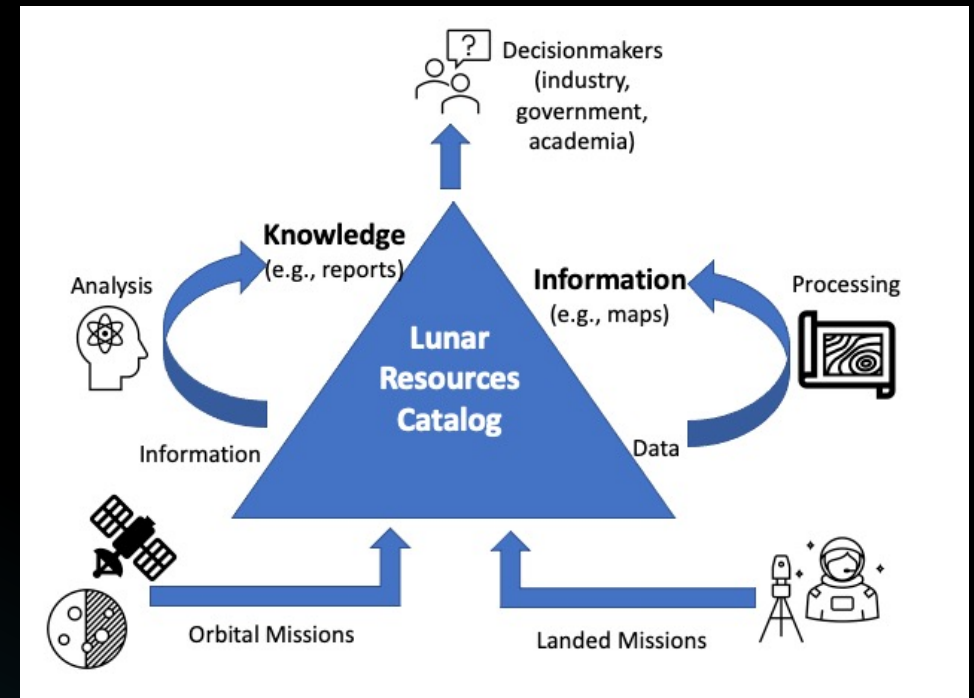 ?
Decisionmakers
(industry,
government,
academia)
Knowledge
(e.g., reports)
Analysis
Information
(e.g., maps)
Processing
Lunar
Resources
Catalog
Information
Data
Orbital Missions
Landed Missions